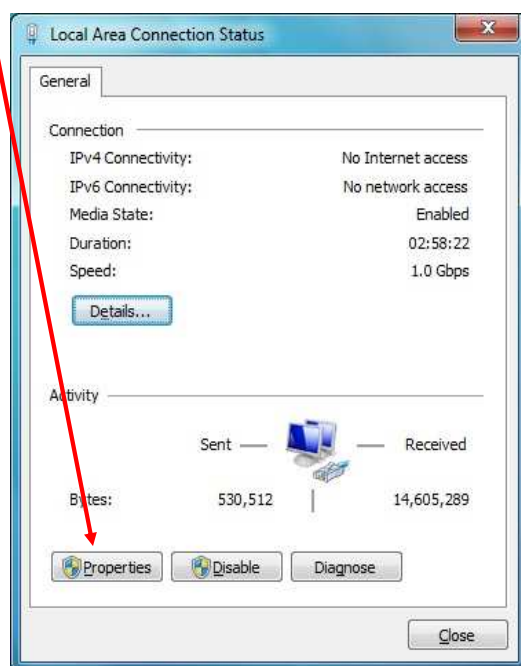 Local Area Connection Status
General
Connection
IPv4 Connectivity: No Internet access
IPv6 Connectivity: No network access
Media State: Enabled
Duration: 02:58:22
Speed: 1.0 Gbps
Details...
Activity
Sent Received
Bytes: 530,512 14,605,289
Properties Disable Diagnose
Close